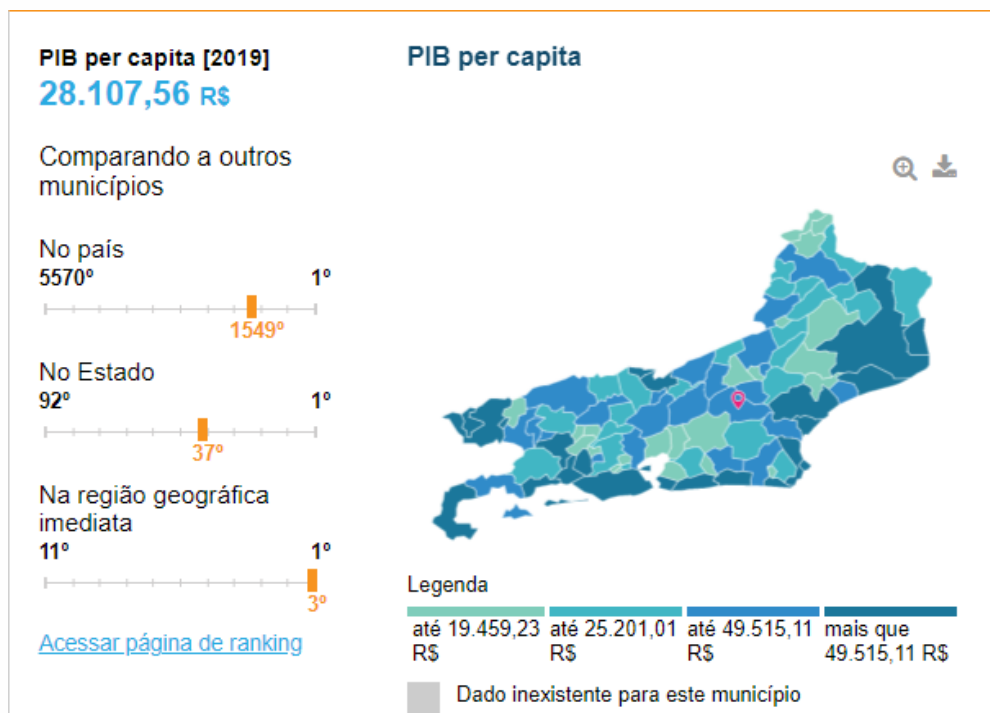 PIB per capita [2019]
28.107,56 R$
Comparando a outros
municípios
No país
5570º 1º
1549º
No Estado
92º 1º
37º
Na região geográfica
imediata
11º 1º
3º
Acessar página de ranking
PIB per capita
Legenda
até 19.459,23 até 25.201,01 até 49.515,11 mais que
R$ R$ R$ 49.515,11 R$
Dado inexistente para este município